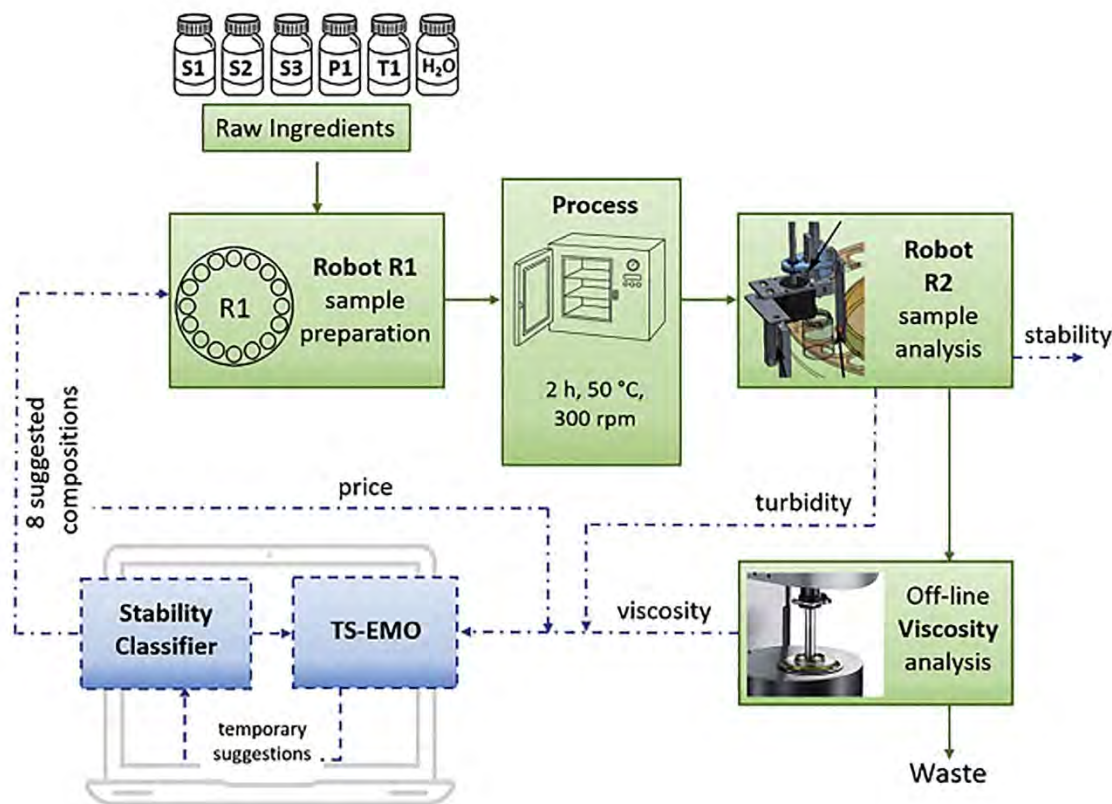 S1 S2 S3 P1 T1 H₂O
Raw Ingredients
R1
Robot R1
sample
preparation
Process
2 h, 50 °C,
300 rpm
Robot
R2
sample
analysis
stability
8 suggested
compositions
price
turbidity
Stability
Classifier
TS-EMO
temporary
suggestions
viscosity
Off-line
Viscosity
analysis
Waste